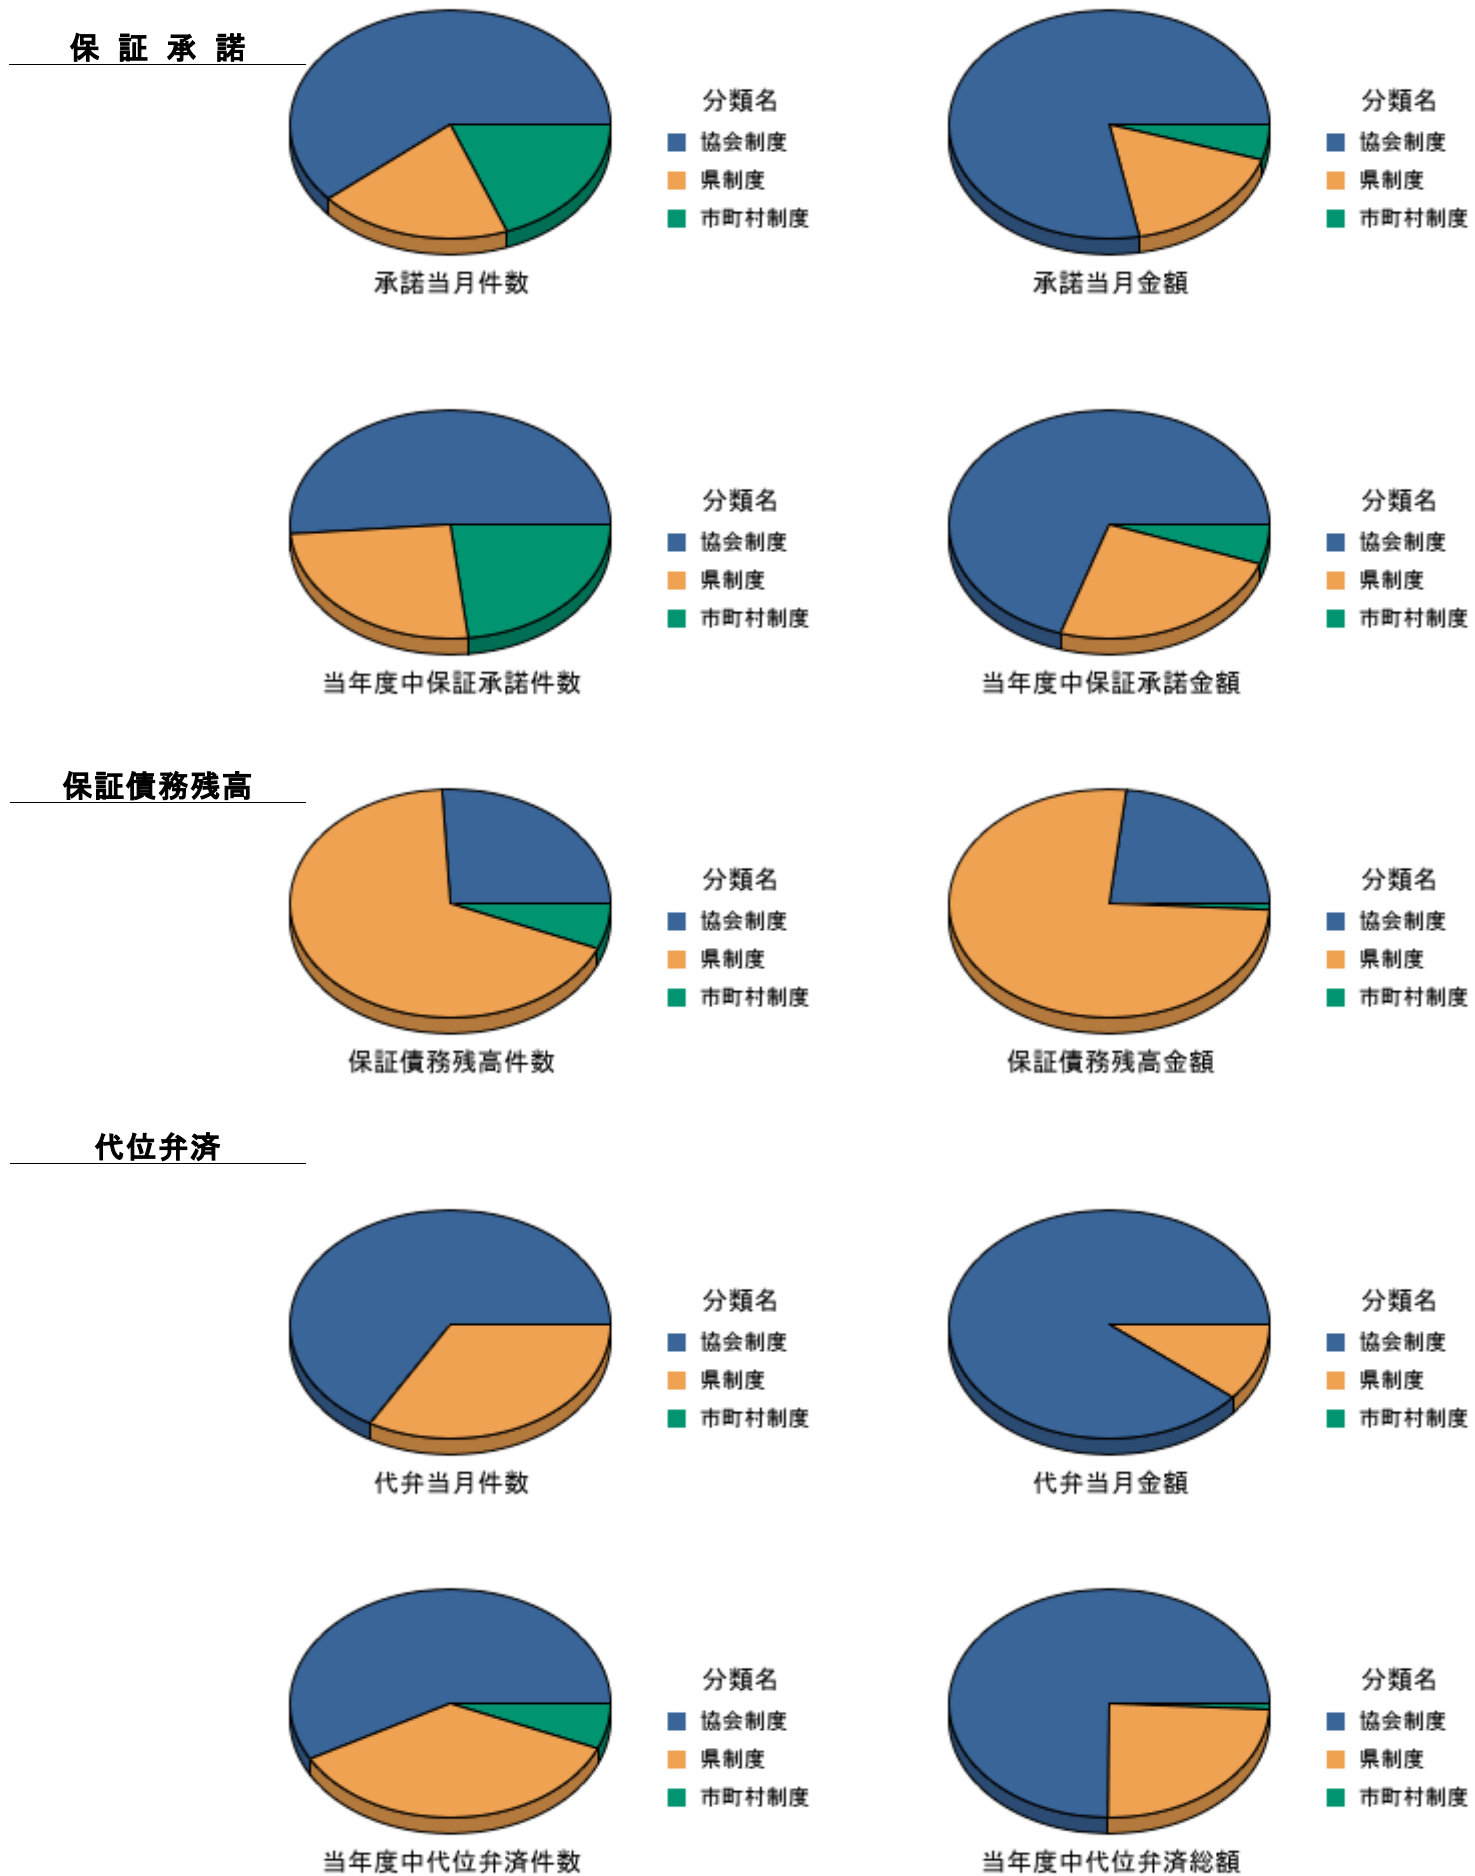 保 証 承 諾
分類名
協会制度
県制度
市町村制度
承諾当月件数
分類名
協会制度
県制度
市町村制度
承諾当月金額
分類名
協会制度
県制度
市町村制度
当年度中保証承諾件数
分類名
協会制度
県制度
市町村制度
当年度中保証承諾金額
保証債務残高
分類名
協会制度
県制度
市町村制度
保証債務残高件数
分類名
協会制度
県制度
市町村制度
保証債務残高金額
代位弁済
分類名
協会制度
県制度
市町村制度
代弁当月件数
分類名
協会制度
県制度
市町村制度
代弁当月金額
分類名
協会制度
県制度
市町村制度
当年度中代位弁済件数
分類名
協会制度
県制度
市町村制度
当年度中代位弁済総額